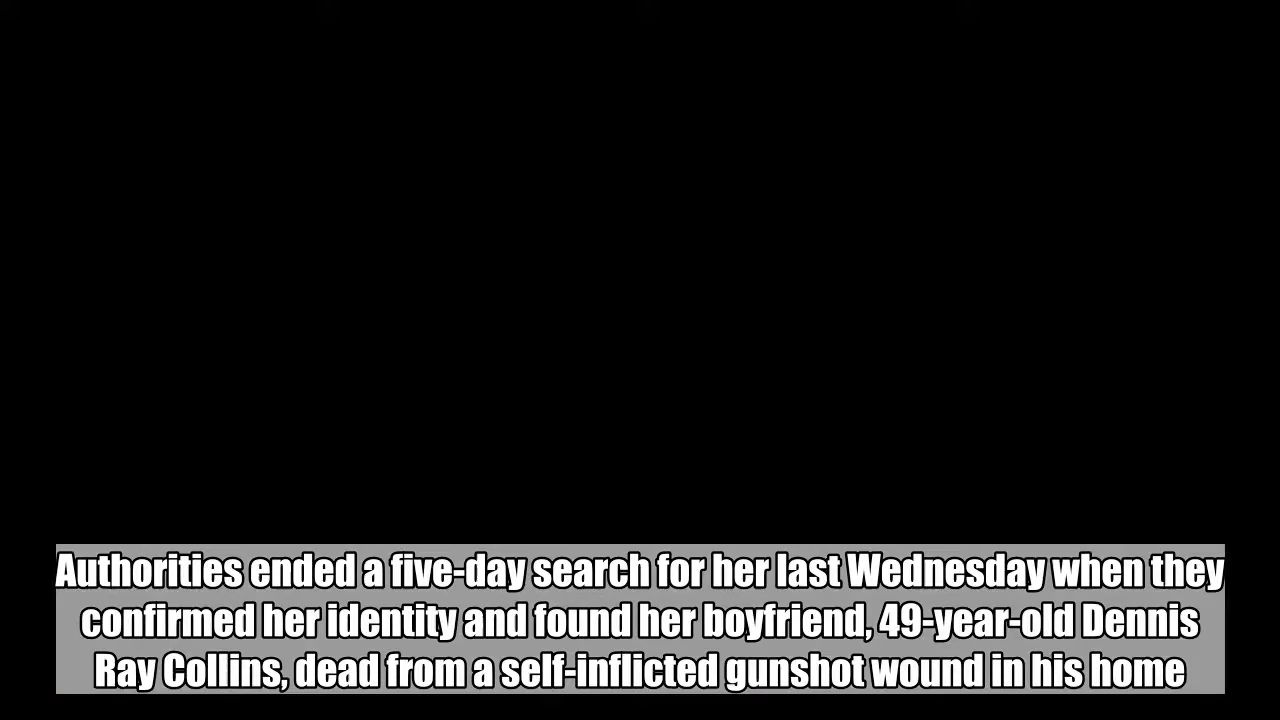 Authorities ended a five-day search for her last Wednesday when they
confirmed her identity and found her boyfriend, 49-year-old Dennis
Ray Collins, dead from a self-inflicted gunshot wound in his home